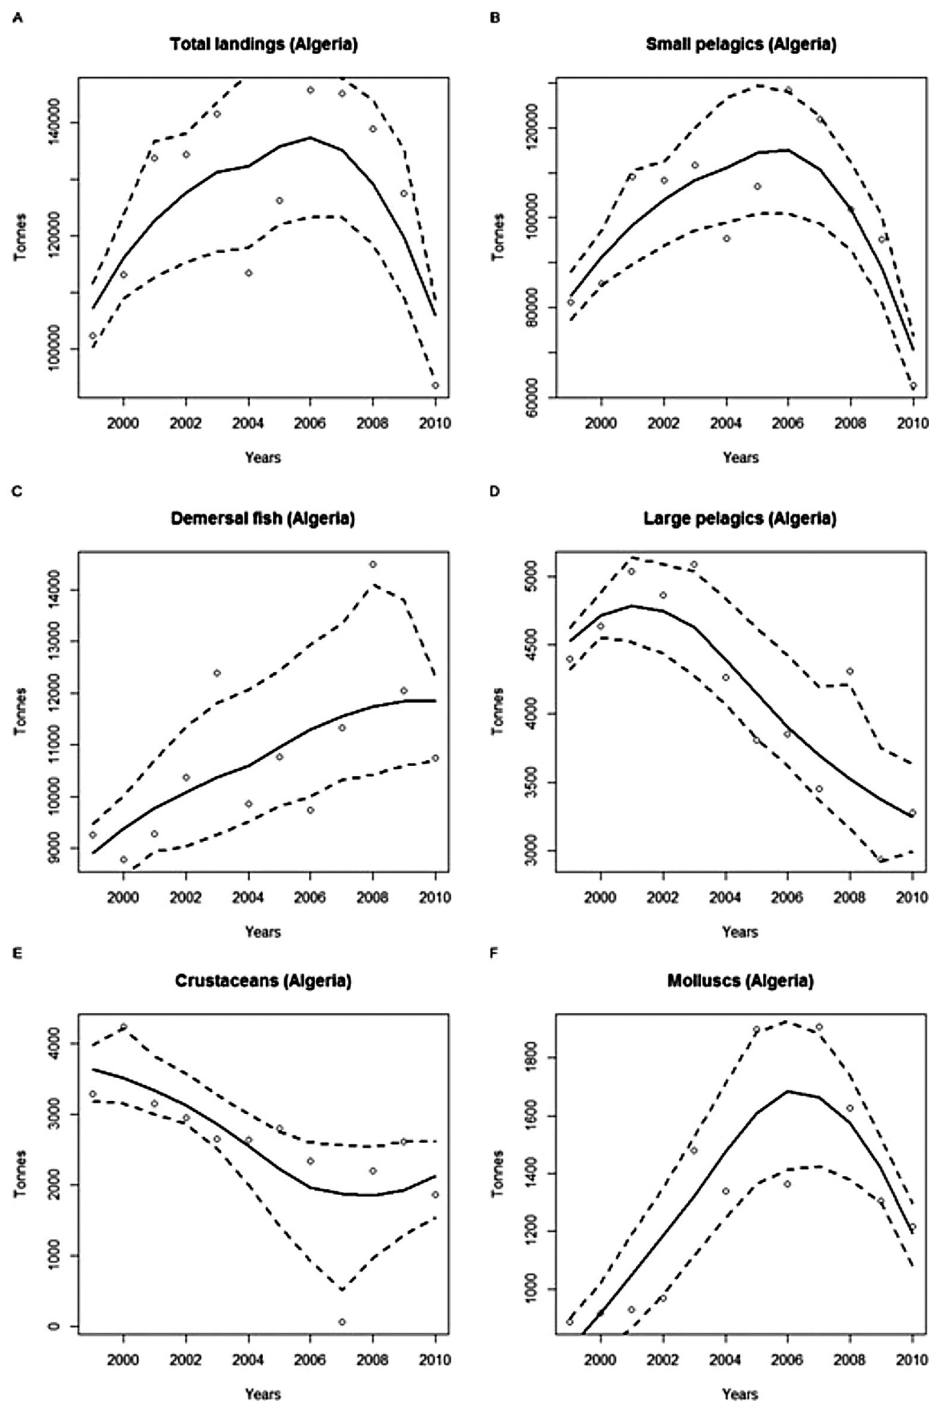 A
B
Total landings (Algeria)
Small pelagics (Algeria)
Tonnes
100000
120000
140000
2000 2002 2004 2006 2008 2010
Years
Tonnes
60000
80000
100000
120000
2000 2002 2004 2006 2008 2010
Years
C
D
Demersal fish (Algeria)
Large pelagics (Algeria)
Tonnes
9000
10000
11000
12000
13000
14000
2000 2002 2004 2006 2008 2010
Years
Tonnes
3000
3500
4000
4500
5000
2000 2002 2004 2006 2008 2010
Years
E
F
Crustaceans (Algeria)
Molluscs (Algeria)
Tonnes
0
1000
2000
3000
4000
2000 2002 2004 2006 2008 2010
Years
Tonnes
1000
1200
1400
1600
1800
2000 2002 2004 2006 2008 2010
Years